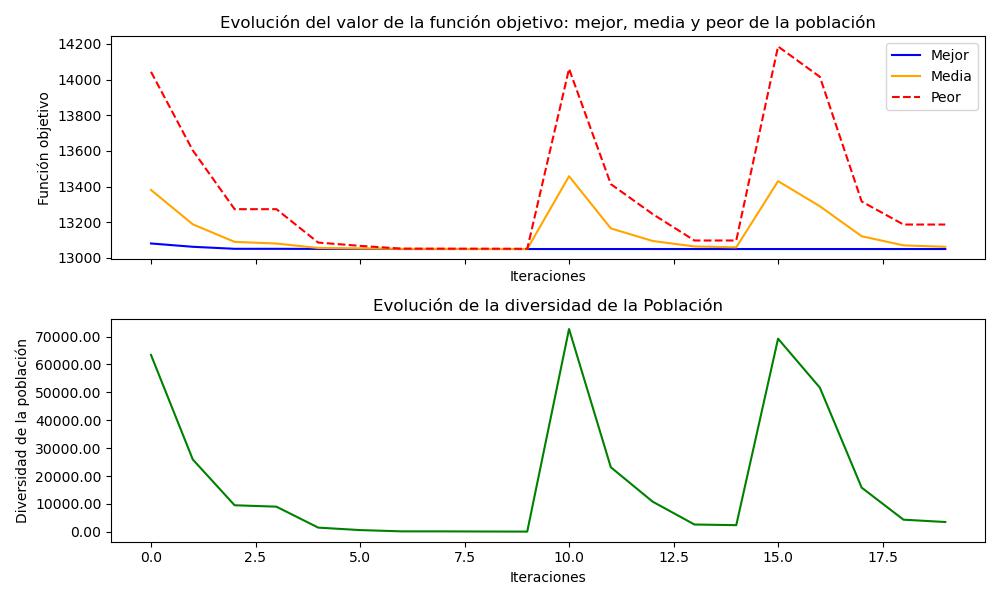 Evolución del valor de la función objetivo: mejor, media y peor de la población
14200
14000
13800
13600
13400
13200
13000
Función objetivo
Mejor
Media
Peor
Iteraciones
Evolución de la diversidad de la Población
70000.00
60000.00
50000.00
40000.00
30000.00
20000.00
10000.00
0.00
Diversidad de la población
0.0 2.5 5.0 7.5 10.0 12.5 15.0 17.5
Iteraciones